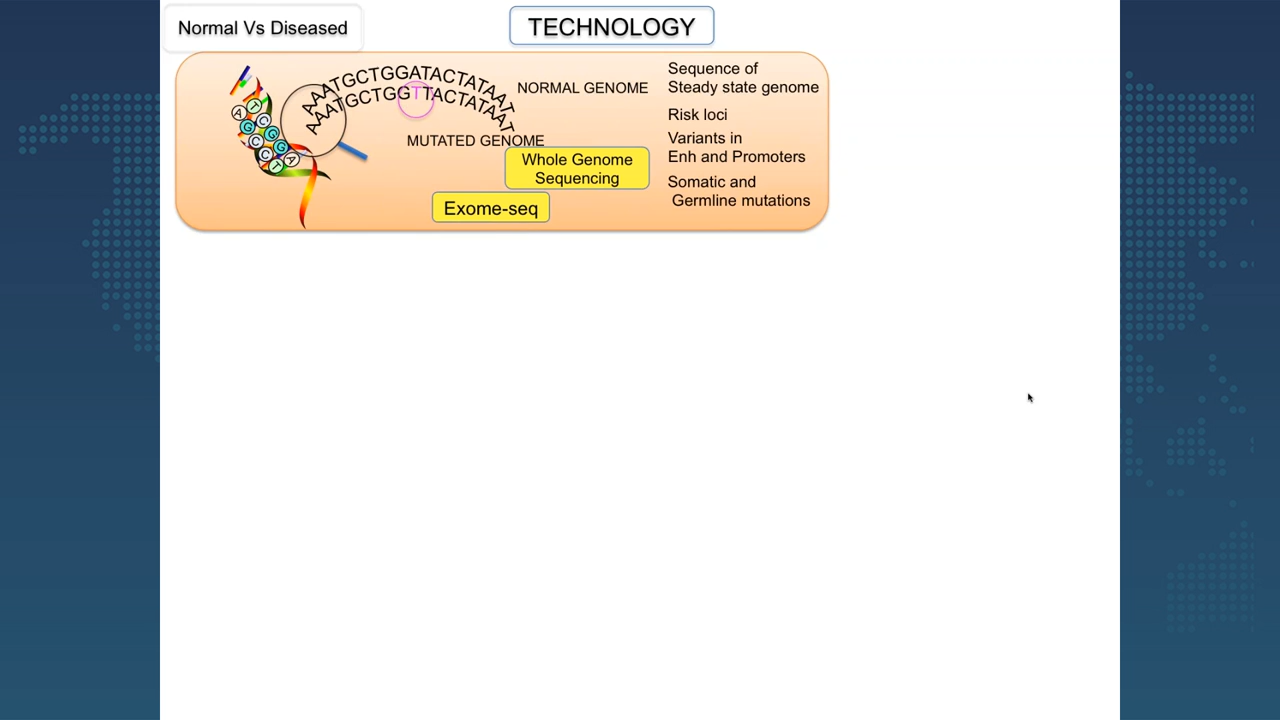 Normal Vs Diseased
TECHNOLOGY
A T
G C
C G
C G
T A
AAATGCTGGATACTATAAT
AAATGCTGGTTACTATAAT
NORMAL GENOME
MUTATED GENOME
Whole Genome
Sequencing
Exome-seq
Sequence of
Steady state genome
Risk loci
Variants in
Enh and Promoters
Somatic and
Germline mutations